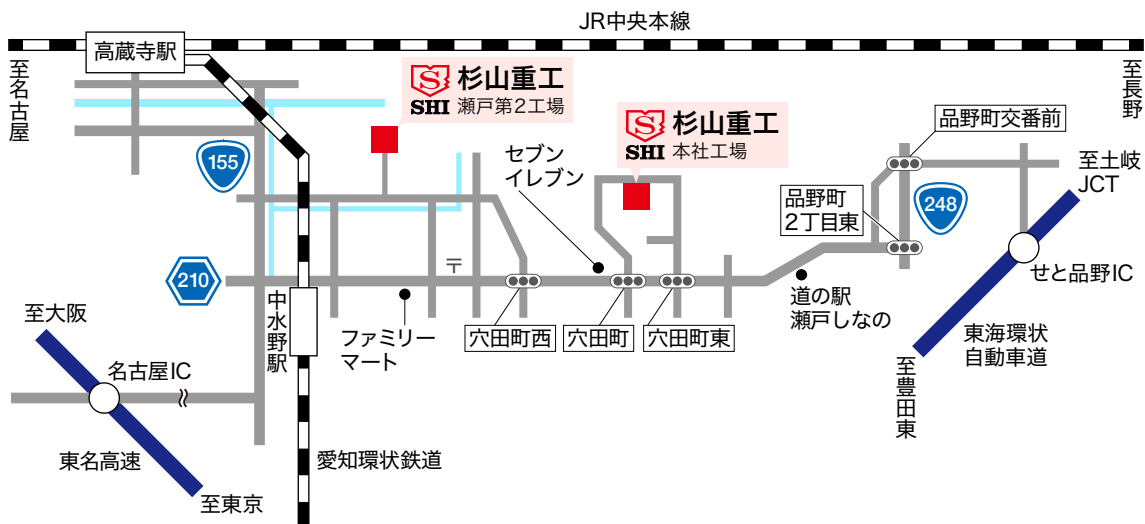 JR中央本線
高蔵寺駅
至名古屋
至長野
S
杉山重工
SHI 瀬戸第2工場
S
杉山重工
SHI 本社工場
品野町交番前
155
セブン
イレブン
至土岐
JCT
品野町
2丁目東
248
〒
210
せと品野IC
中水野駅
ファミリー
マート
穴田町西
穴田町
穴田町東
道の駅
瀬戸しなの
至大阪
名古屋IC
東海環状
自動車道
至豊田東
東名高速
愛知環状鉄道
至東京